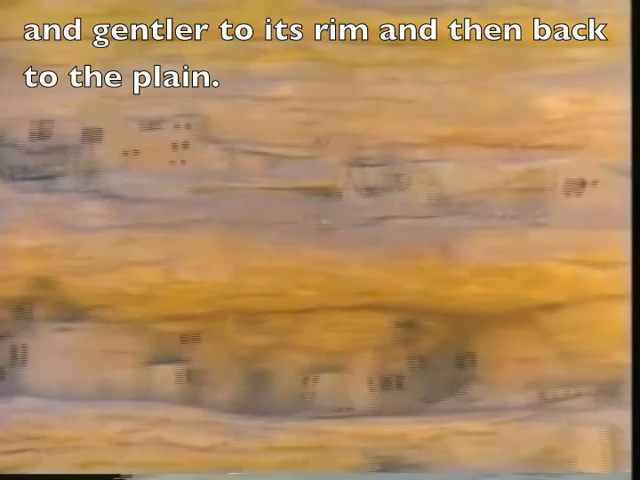 and gentler to its rim and then back
to the plain.